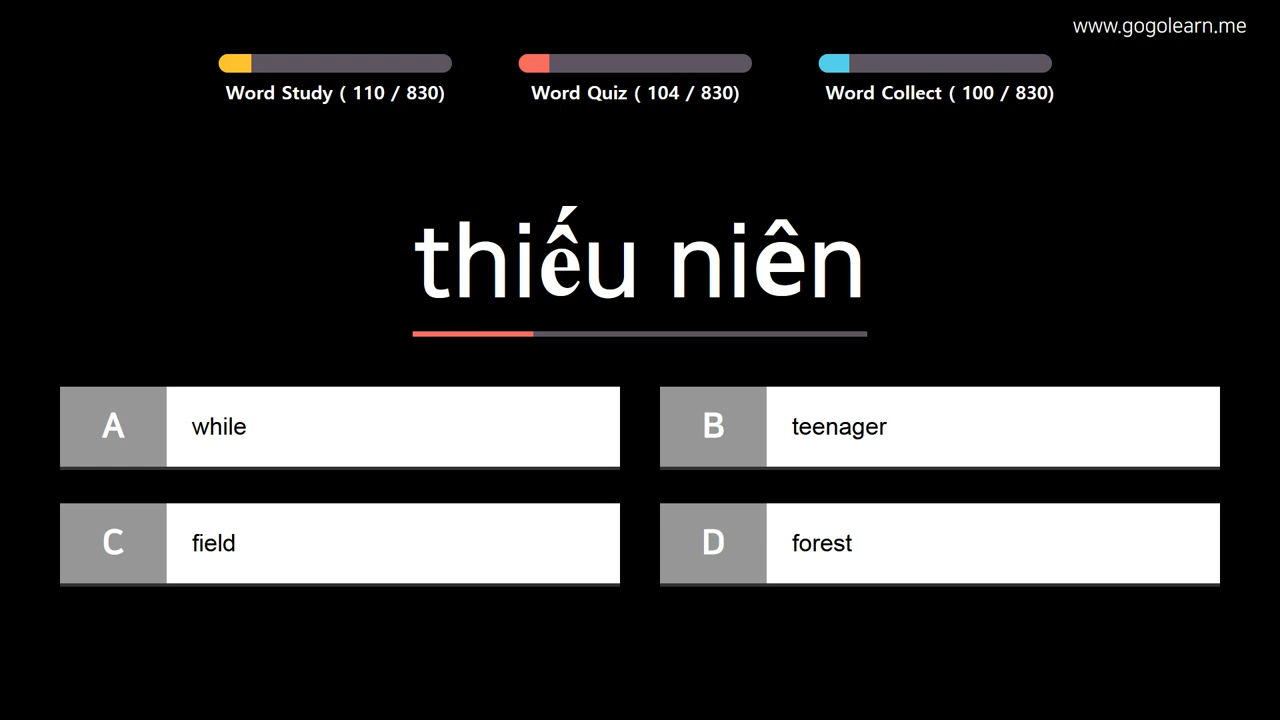 www.gogolearn.me
Word Study ( 110 / 830)
Word Quiz ( 104 / 830)
Word Collect ( 100 / 830)
thiếu niên
A while
B teenager
C field
D forest